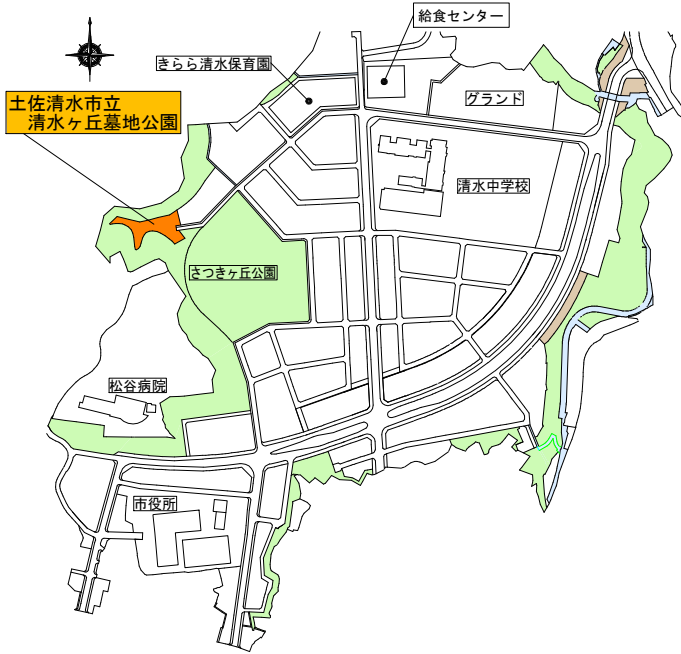 給食センター
きらら清水保育園
グランド
土佐清水市立
清水ヶ丘墓地公園
清水中学校
さつきヶ丘公園
松谷病院
市役所